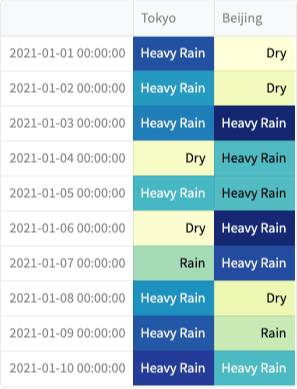 Tokyo Beijing
2021-01-01 00:00:00 Heavy Rain Dry
2021-01-02 00:00:00 Heavy Rain Dry
2021-01-03 00:00:00 Heavy Rain Heavy Rain
2021-01-04 00:00:00 Dry Heavy Rain
2021-01-05 00:00:00 Heavy Rain Heavy Rain
2021-01-06 00:00:00 Dry Heavy Rain
2021-01-07 00:00:00 Rain Heavy Rain
2021-01-08 00:00:00 Heavy Rain Dry
2021-01-09 00:00:00 Heavy Rain Rain
2021-01-10 00:00:00 Heavy Rain Heavy Rain